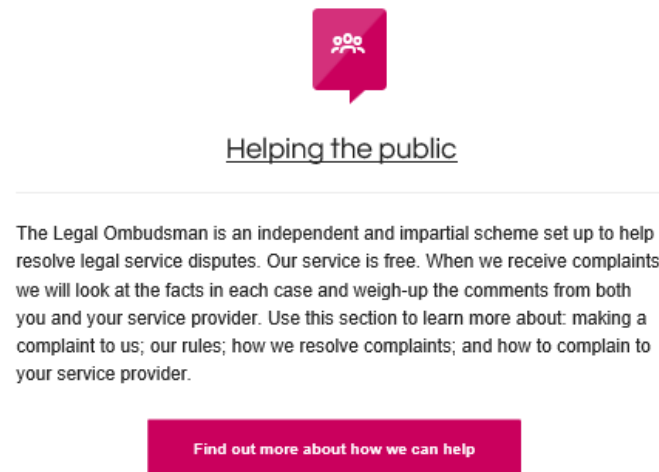 Helping the public
The Legal Ombudsman is an independent and impartial scheme set up to help
resolve legal service disputes. Our service is free. When we receive complaints
we will look at the facts in each case and weigh-up the comments from both
you and your service provider. Use this section to learn more about: making a
complaint to us; our rules; how we resolve complaints; and how to complain to
your service provider.
Find out more about how we can help